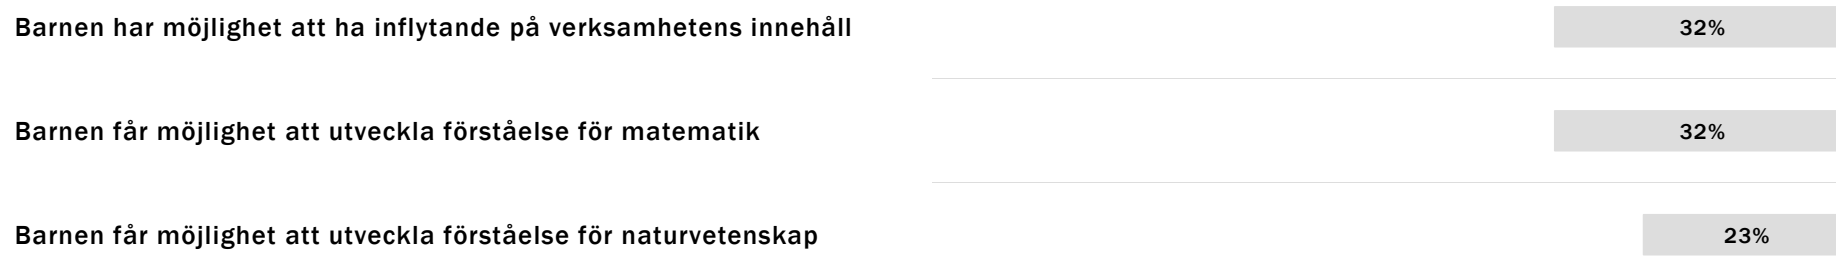 Barnen har möjlighet att ha inflytande på verksamhetens innehåll 32%
Barnen får möjlighet att utveckla förståelse för matematik 32%
Barnen får möjlighet att utveckla förståelse för naturvetenskap 23%